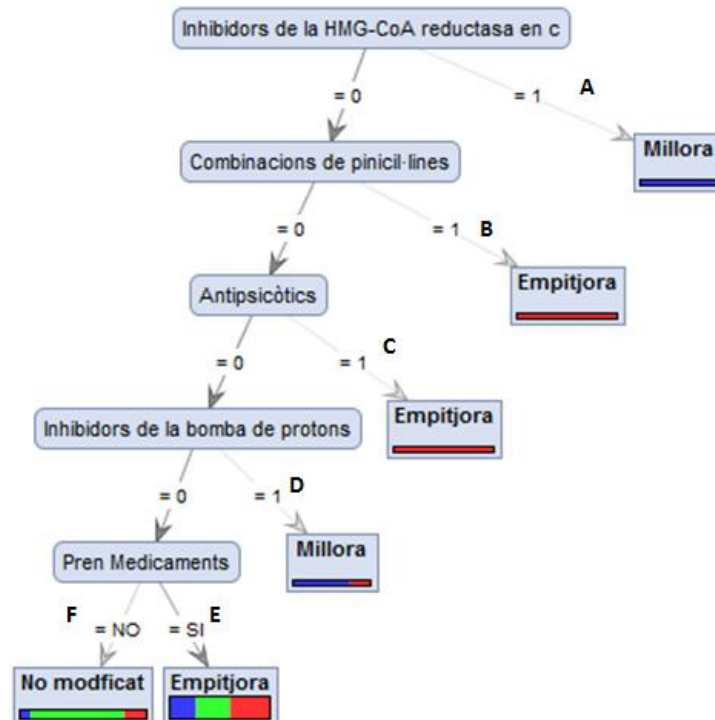 Inhibidors de la HMG-CoA reductasa en c
= 0
= 1
A
Millora
Combinacions de pinicil·lines
= 0
= 1
B
Empitjora
Antipsicòtics
= 0
= 1
C
Empitjora
Inhibidors de la bomba de protons
= 0
= 1
D
Millora
Pren Medicaments
F
= NO
= SI
E
No modficat
Empitjora